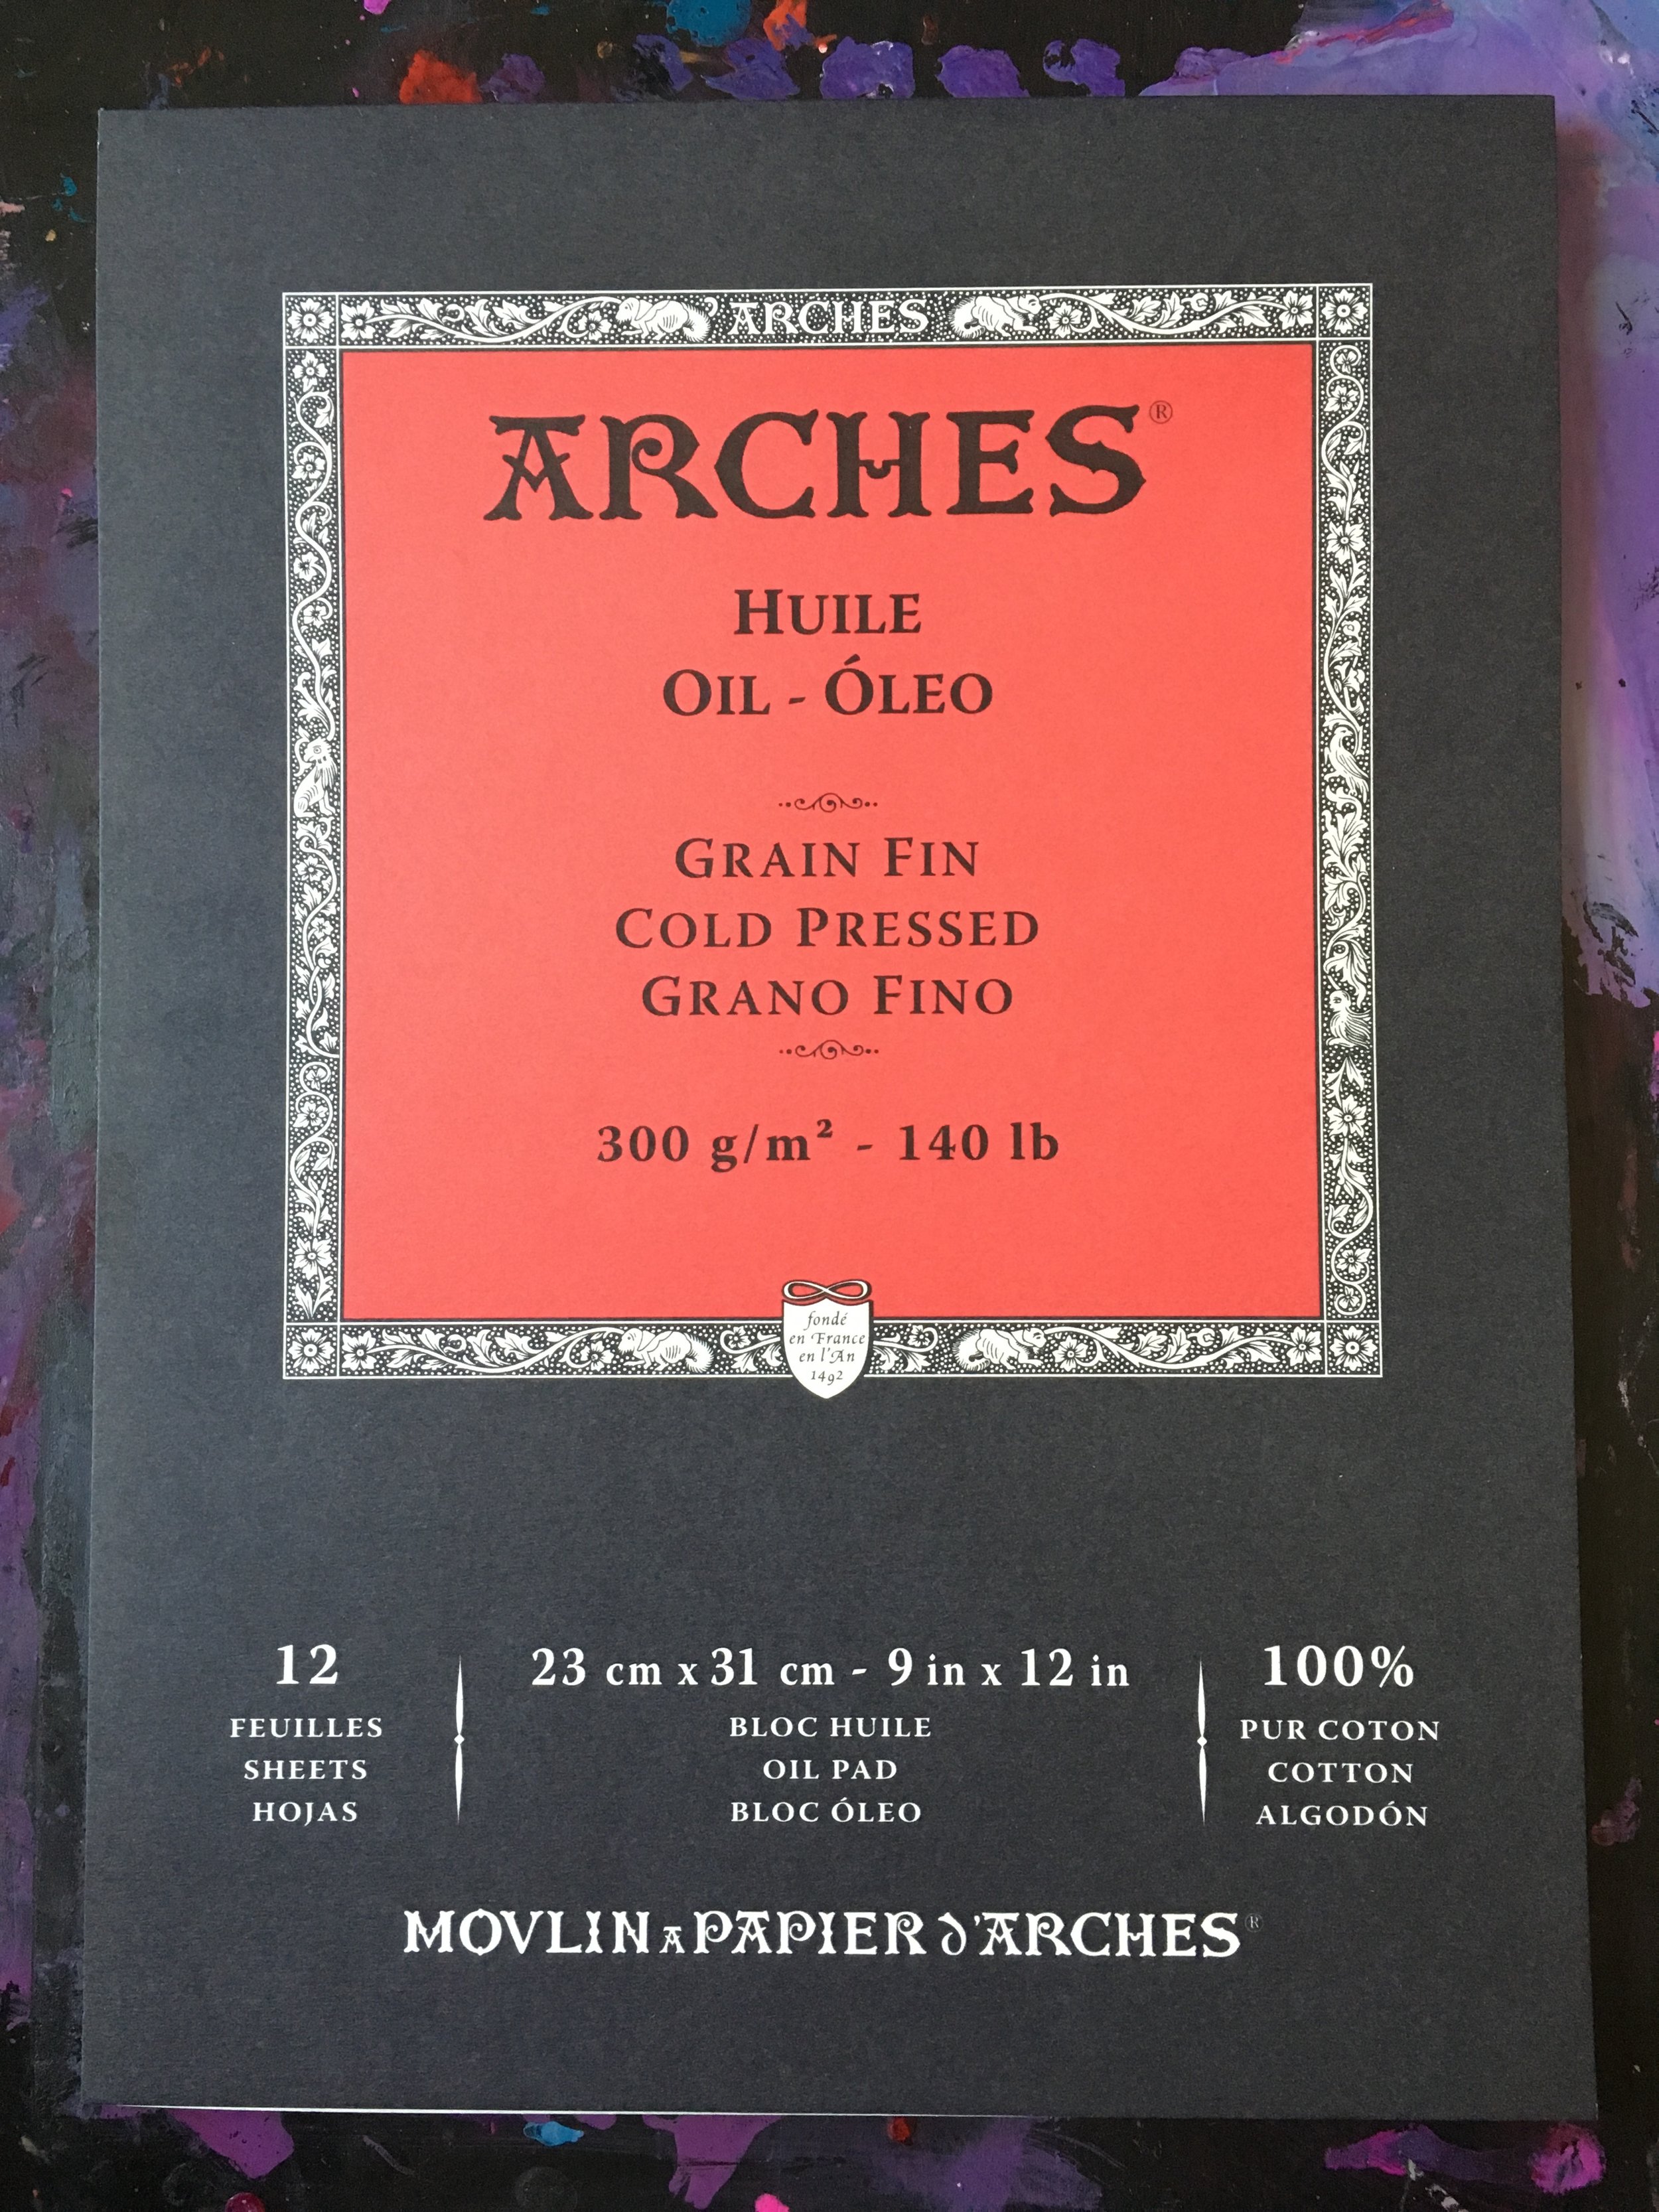 ARCHES
ARCHES®
HUILE
OIL - ÓLEO
GRAIN FIN
COLD PRESSED
GRANO FINO
300 g/m² - 140 lb
fondé
en France
en l'An
1492
12
FEUILLES
SHEETS
HOJAS
23 cm x 31 cm - 9 in x 12 in
BLOC HUILE
OIL PAD
BLOC ÓLEO
100%
PUR COTON
COTTON
ALGODÓN
MOVLIN A PAPIER D'ARCHES®